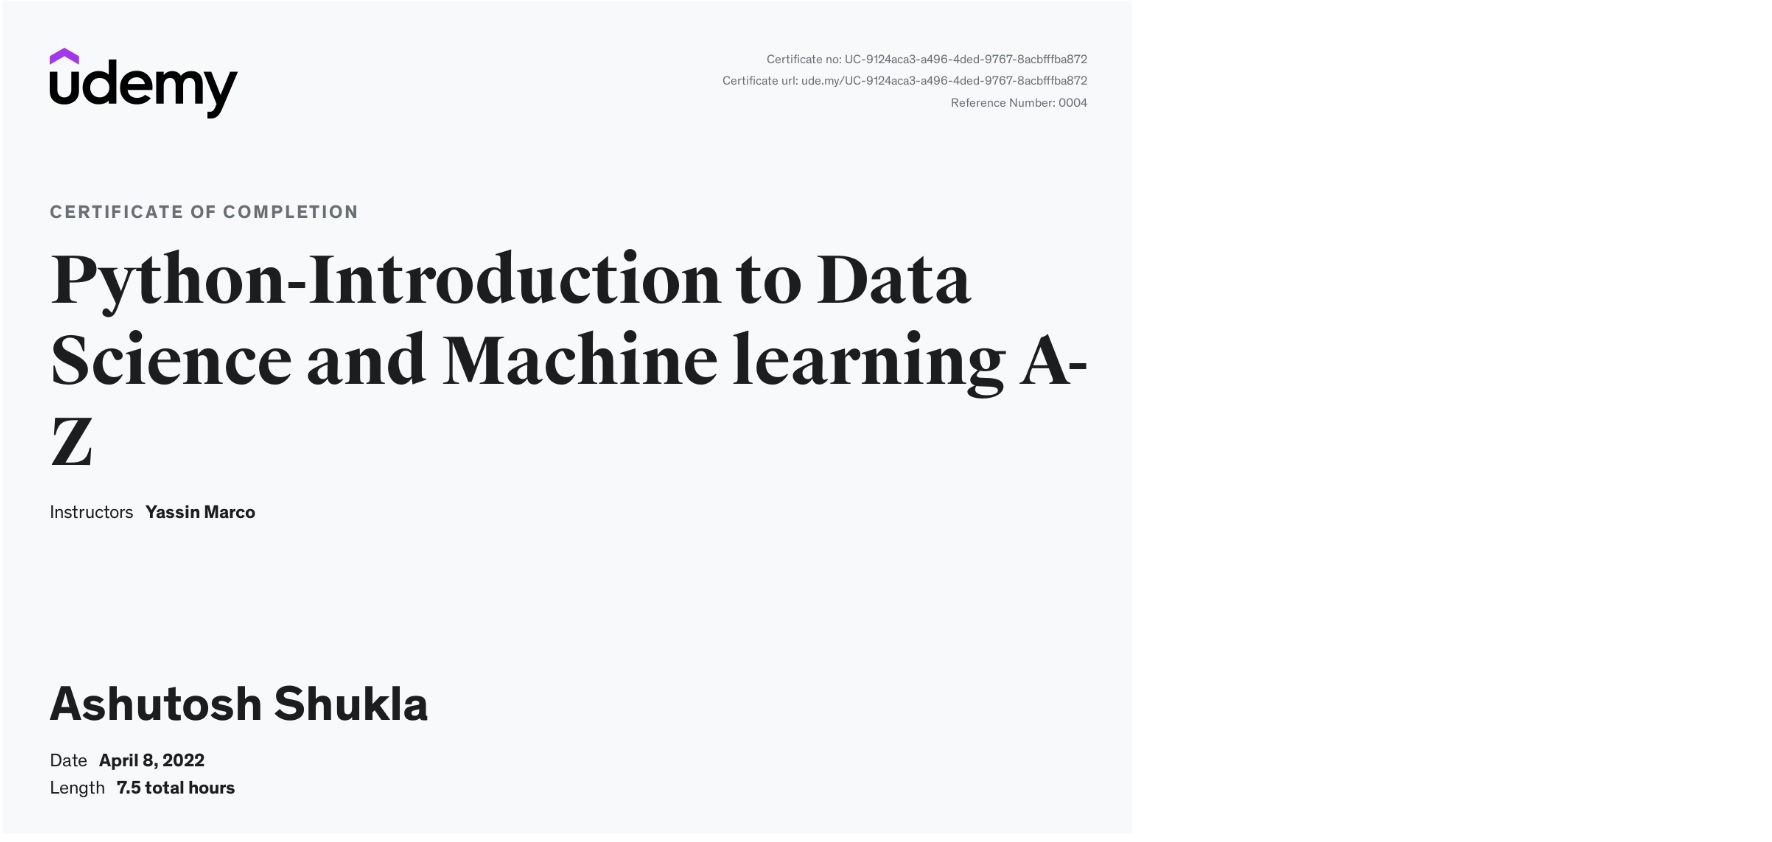 udemy
Certificate no: UC-9124aca3-a496-4ded-9767-8acbfffba872
Certificate url: ude.my/UC-9124aca3-a496-4ded-9767-8acbfffba872
Reference Number: 0004
CERTIFICATE OF COMPLETION
Python-Introduction to Data
Science and Machine learning A-
Z
Instructors Yassin Marco
Ashutosh Shukla
Date April 8, 2022
Length 7.5 total hours